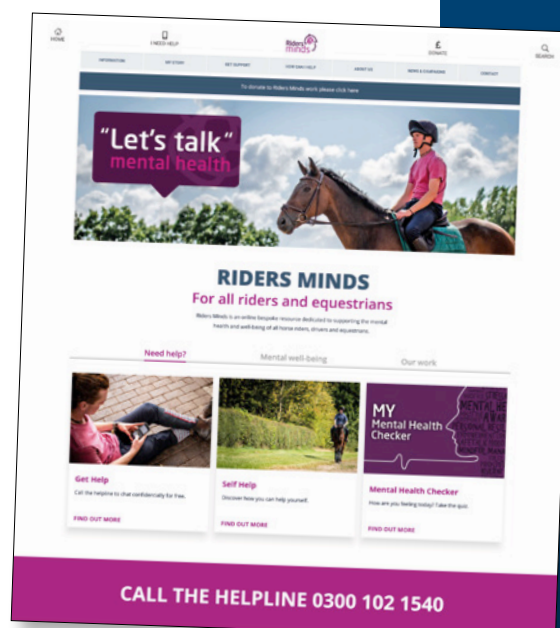 HOME
I NEED HELP
Riders
minds
£
DONATE
SEARCH
INFORMATION
MY STORY
GET SUPPORT
HOW CAN I HELP
ABOUT US
NEWS & CAMPAIGNS
CONTACT
To donate to Riders Minds work please click here
"Let's talk"
mental health
RIDERS MINDS
For all riders and equestrians
Riders Minds is an online bespoke resource dedicated to supporting the mental
health and well-being of all horse riders, drivers and equestrians.
Need help?
Mental well-being
Our work
MY
Mental Health
Checker
MENTAL HE
Get Help
Call the helpline to chat confidentially for free.
FIND OUT MORE
Self Help
Discover how you can help yourself.
FIND OUT MORE
Mental Health Checker
How are you feeling today? Take the quiz.
FIND OUT MORE
CALL THE HELPLINE 0300 102 1540